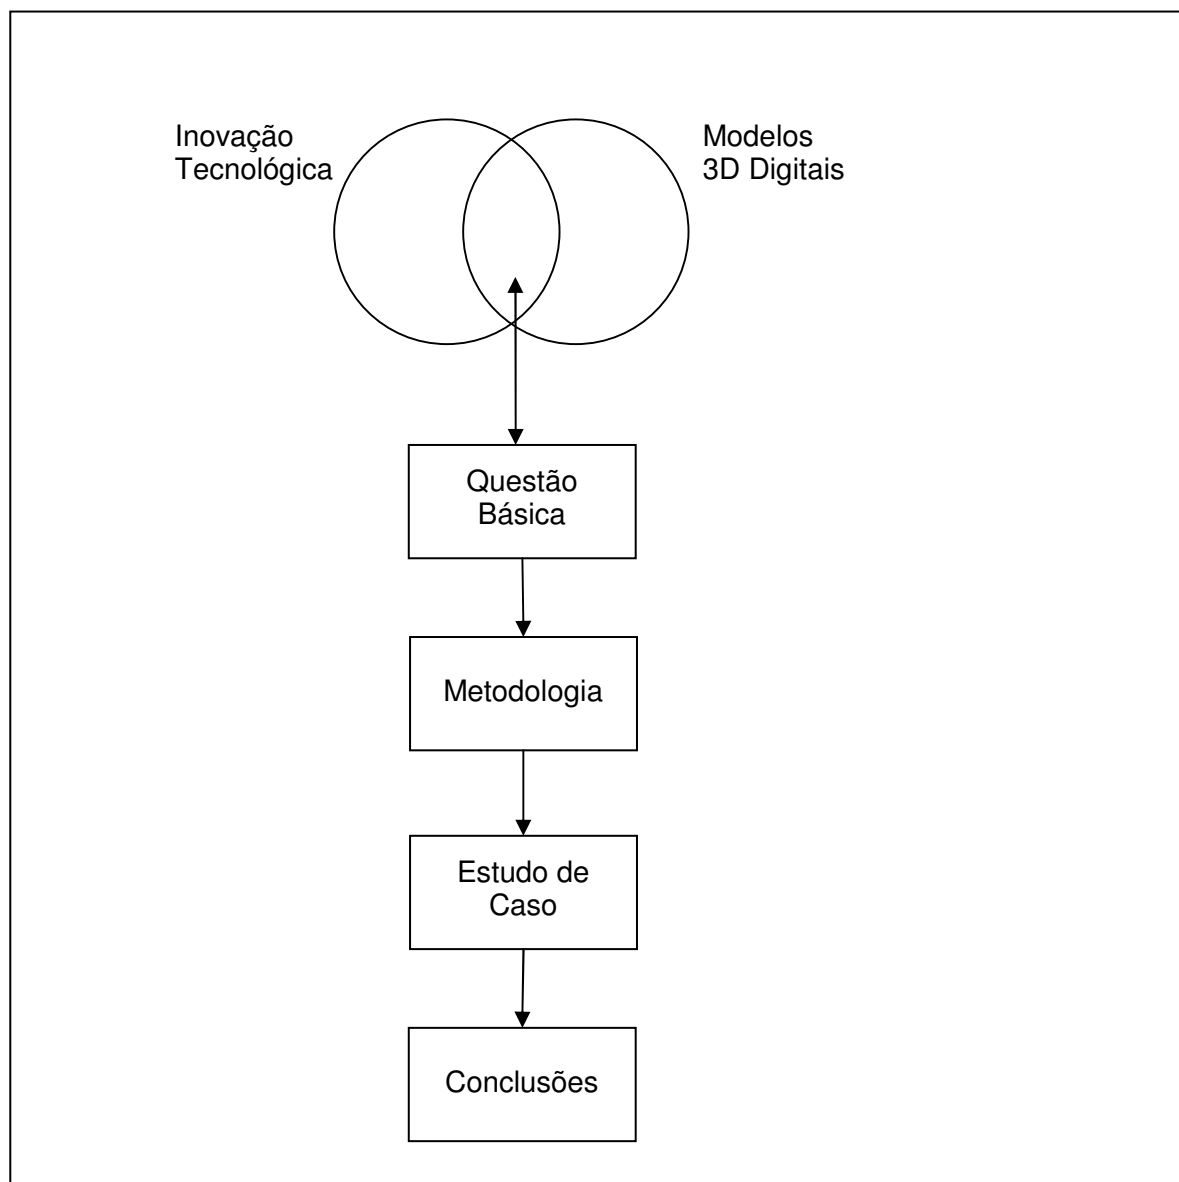 Inovação
Tecnológica
Modelos
3D Digitais
Questão
Básica
Metodologia
Estudo de
Caso
Conclusões